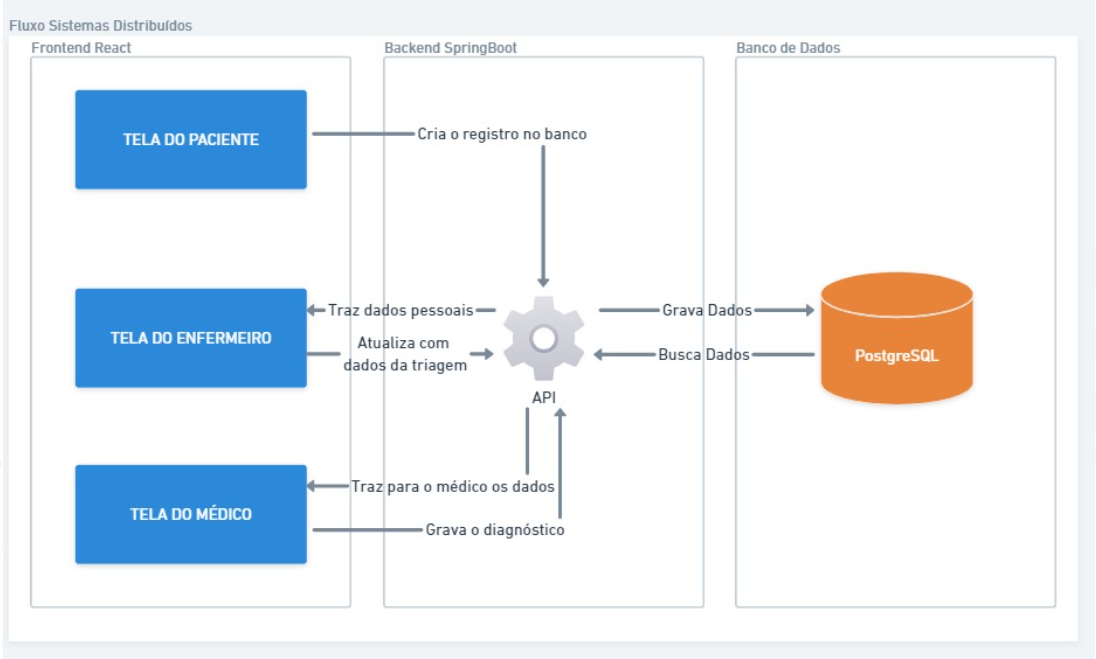 Fluxo Sistemas Distribuídos
Frontend React
Backend SpringBoot
Banco de Dados
TELA DO PACIENTE
Cria o registro no banco
TELA DO ENFERMEIRO
Traz dados pessoais
Atualiza com
dados da triagem
API
Grava Dados
Busca Dados
PostgreSQL
TELA DO MÉDICO
Traz para o médico os dados
Grava o diagnóstico